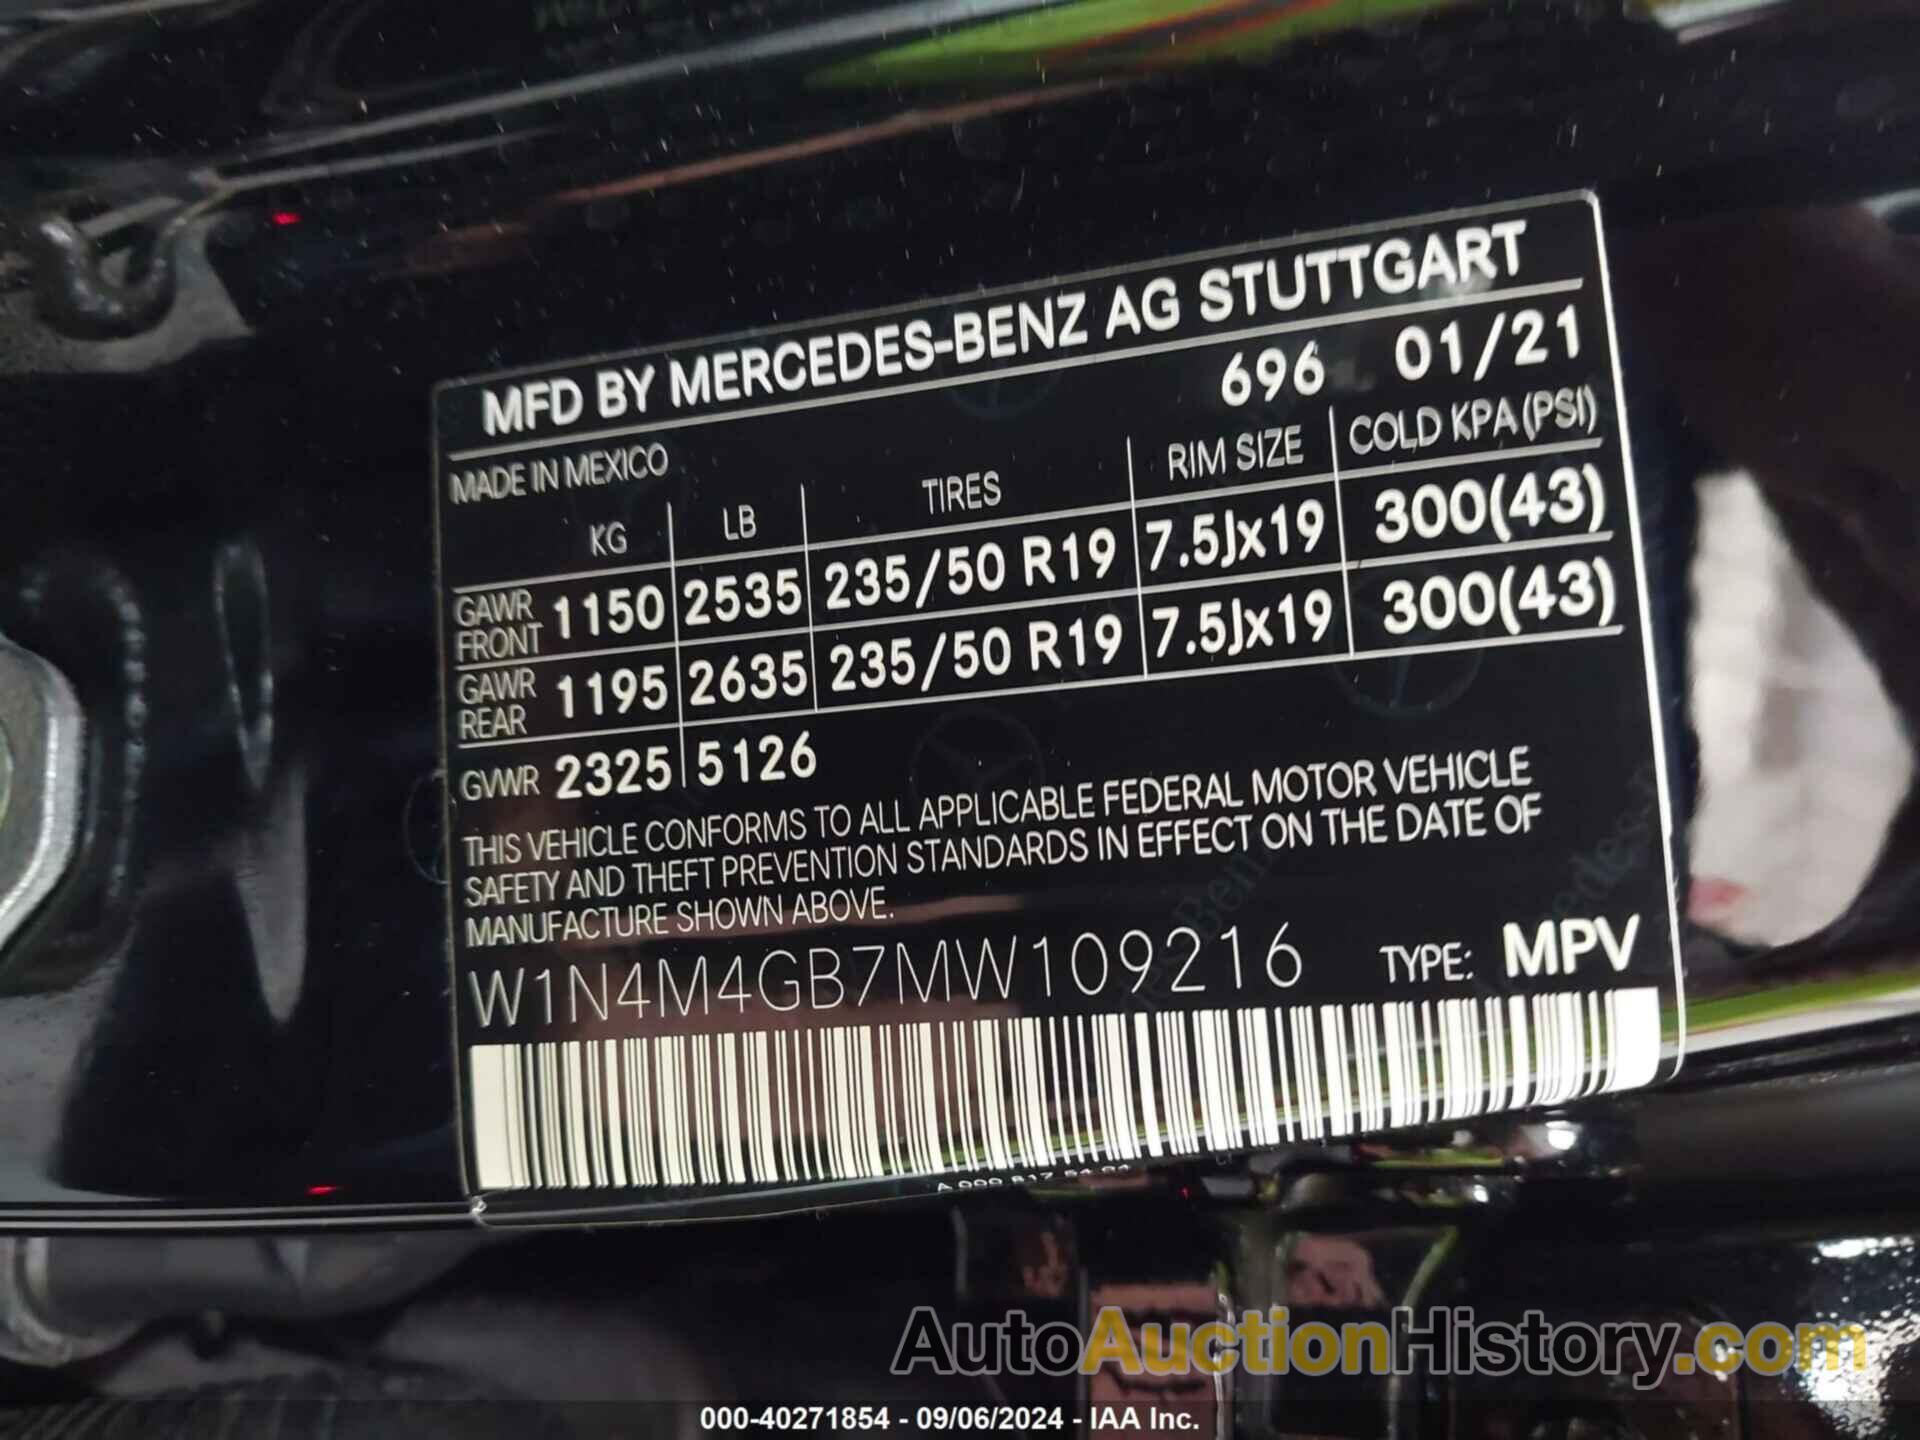 MFD BY MERCEDES-BENZ AG STUTTGART
696 01/21
MADE IN MEXICO
KG LB TIRES RIM SIZE COLD KPA (PSI)
GAWR FRONT 1150 2535 235/50 R19 7.5Jx19 300(43)
GAWR REAR 1195 2635 235/50 R19 7.5Jx19 300(43)
GVWR 2325 5126
THIS VEHICLE CONFORMS TO ALL APPLICABLE FEDERAL MOTOR VEHICLE
SAFETY AND THEFT PREVENTION STANDARDS IN EFFECT ON THE DATE OF
MANUFACTURE SHOWN ABOVE.
W1N4M4GB7MW109216 TYPE: MPV
AutoAuctionHistory.com
000-40271854 - 09/06/2024 - IAA Inc.